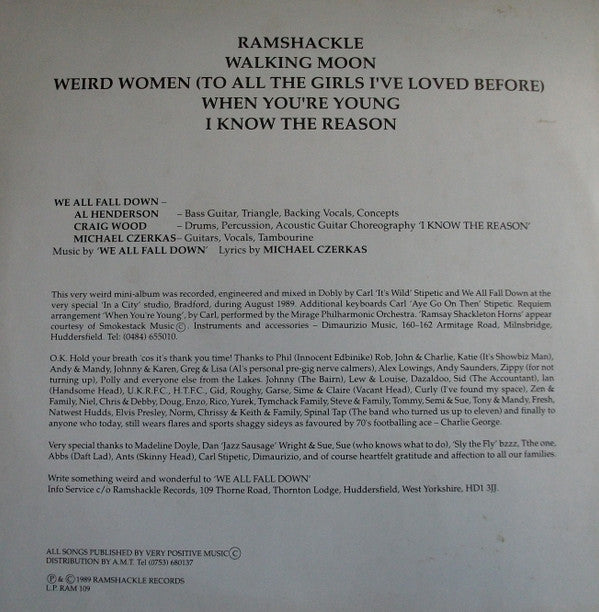 RAMSHACKLE
WALKING MOON
WEIRD WOMEN (TO ALL THE GIRLS I'VE LOVED BEFORE)
WHEN YOU'RE YOUNG
I KNOW THE REASON
WE ALL FALL DOWN –
AL HENDERSON – Bass Guitar, Triangle, Backing Vocals, Concepts
CRAIG WOOD – Drums, Percussion, Acoustic Guitar Choreography 'I KNOW THE REASON'
MICHAEL CZERKAS – Guitars, Vocals, Tambourine
Music by 'WE ALL FALL DOWN' Lyrics by MICHAEL CZERKAS
This very weird mini-album was recorded, engineered and mixed in Dobly by Carl 'It's Wild' Stipetic and We All Fall Down at the
very special 'In a City' studio, Bradford, during August 1989. Additional keyboards Carl 'Aye Go On Then' Stipetic. Requiem
arrangement 'When You're Young', by Carl, performed by the Mirage Philharmonic Orchestra. 'Ramsay Shackleton Horns' appear
courtesy of Smokestack Music ©. Instruments and accessories – Dimaurizio Music, 160–162 Armitage Road, Milnsbridge,
Huddersfield. Tel: (0484) 655010.
O.K. Hold your breath 'cos it's thank you time! Thanks to Phil (Innocent Edbinike) Rob, John & Charlie, Katie (It's Showbiz Man),
Andy & Mandy, Johnny & Karen, Greg & Lisa (Al's personal pre-gig nerve calmers), Alex Lowings, Andy Saunders, Zippy (for not
turning up), Polly and everyone else from the Lakes. Johnny (The Bairn), Lew & Louise, Dazaldoo, Sid (The Accountant), Ian
(Handsome Head), U.K.R.F.C., H.T.F.C., Gid, Roughy, Garse, Sime & Claire (Vacant Head), Curly (I've found my space), Zen &
Family, Niel, Chris & Debby, Doug, Enzo, Rico, Yurek, Tymchack Family, Steve & Family, Tommy, Semi & Sue, Tony & Mandy, Fresh,
Natwest Hudds, Elvis Presley, Norm, Chrissy & Keith & Family, Spinal Tap (The band who turned us up to eleven) and finally to
anyone who today, still wears flares and sports shaggy sideys as favoured by 70's footballing ace – Charlie George.
Very special thanks to Madeline Doyle, Dan 'Jazz Sausage' Wright & Sue, Sue (who knows what to do), 'Sly the Fly' bzzz, Tthe one,
Abbs (Daft Lad), Ants (Skinny Head), Carl Stipetic, Dimaurizio, and of course heartfelt gratitude and affection to all our families.
Write something weird and wonderful to 'WE ALL FALL DOWN'
Info Service c/o Ramshackle Records, 109 Thorne Road, Thornton Lodge, Huddersfield, West Yorkshire, HD1 3JJ.
ALL SONGS PUBLISHED BY VERY POSITIVE MUSIC ©
DISTRIBUTION BY A.M.T. Tel (0753) 680137
℗ & © 1989 RAMSHACKLE RECORDS
L.P. RAM 109